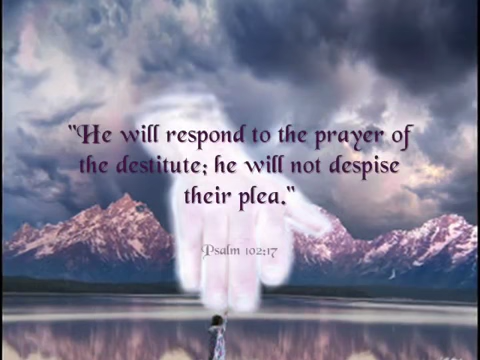 "He will respond to the prayer of
the destitute; he will not despise
their plea."
Psalm 102:17